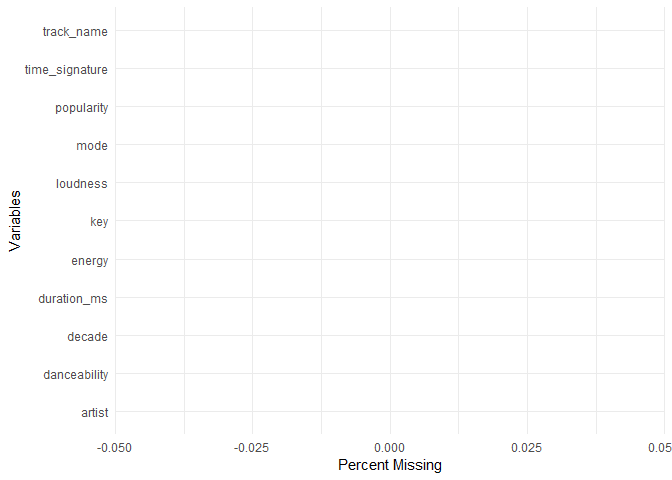 track_name
time_signature
popularity
mode
loudness
key
energy
duration_ms
decade
danceability
artist
Variables
-0.050 -0.025 0.000 0.025 0.05
Percent Missing